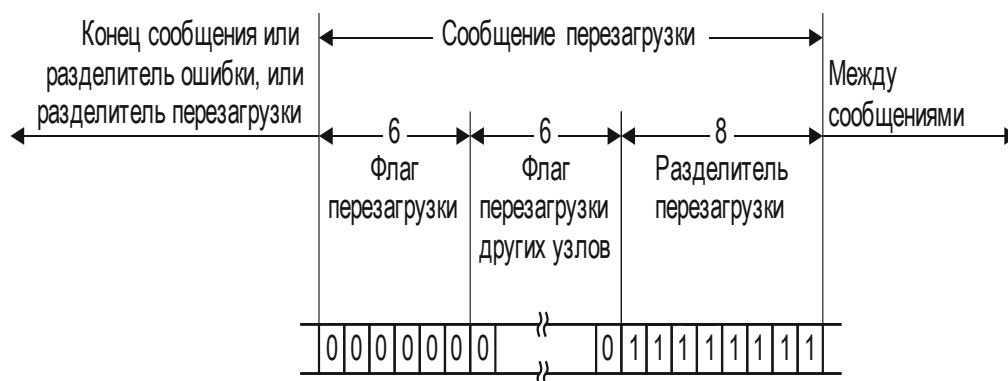 Конец сообщения или
разделитель ошибки, или
разделитель перезагрузки
Сообщение перезагрузки
Между
сообщениями
6
6
8
Флаг
перезагрузки
Флаг
перезагрузки
других узлов
Разделитель
перезагрузки
0 0 0 0 0 0 0 0 1 1 1 1 1 1 1 1